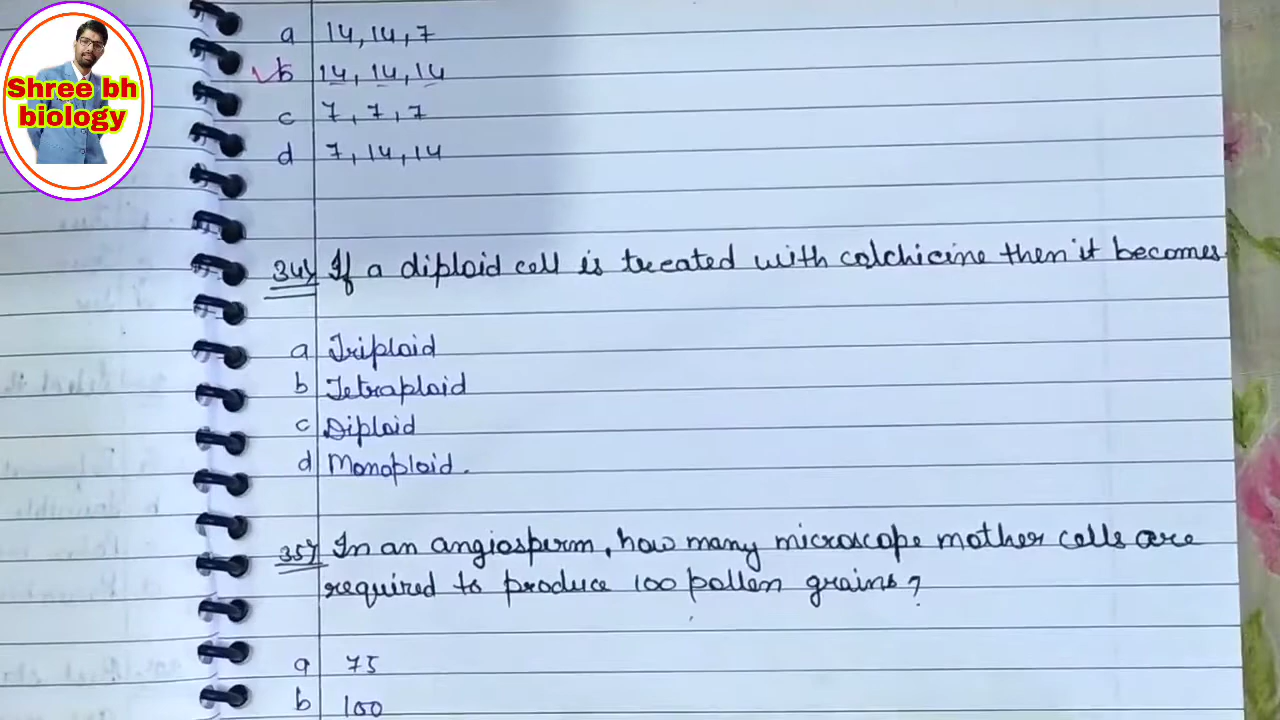 Shree bh
biology
a 14, 14, 7
b 14, 14, 14
c 7, 7, 7
d 7, 14, 14
34) If a diploid cell is treated with colchicine then it becomes
a Triploid
b Tetraploid
c Diploid
d Monoploid.
35) In an angiosperm, how many microscope mother cells are
required to produce 100 pollen grains?
a 75
b 100